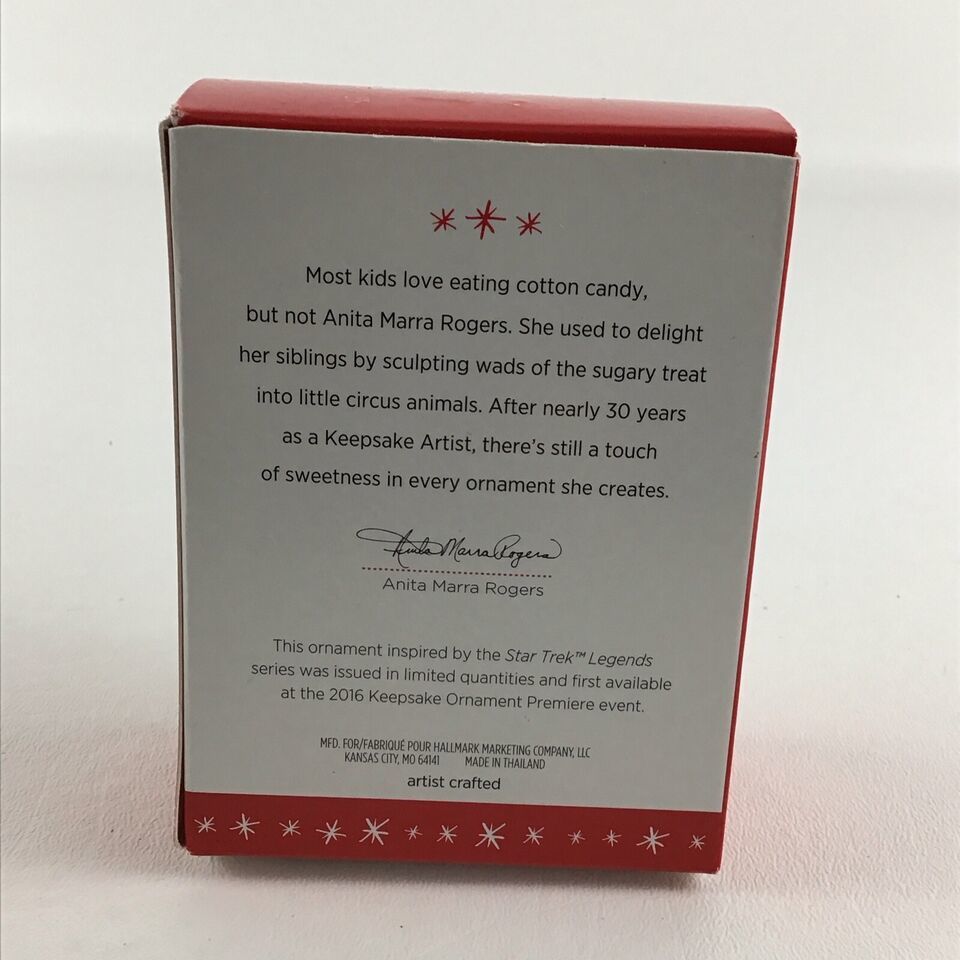 Most kids love eating cotton candy,
but not Anita Marra Rogers. She used to delight
her siblings by sculpting wads of the sugary treat
into little circus animals. After nearly 30 years
as a Keepsake Artist, there's still a touch
of sweetness in every ornament she creates.
Anita Marra Rogers
Anita Marra Rogers
This ornament inspired by the Star Trek™ Legends
series was issued in limited quantities and first available
at the 2016 Keepsake Ornament Premiere event.
MFD. FOR/FABRIQUÉ POUR HALLMARK MARKETING COMPANY, LLC
KANSAS CITY, MO 64141 MADE IN THAILAND
artist crafted